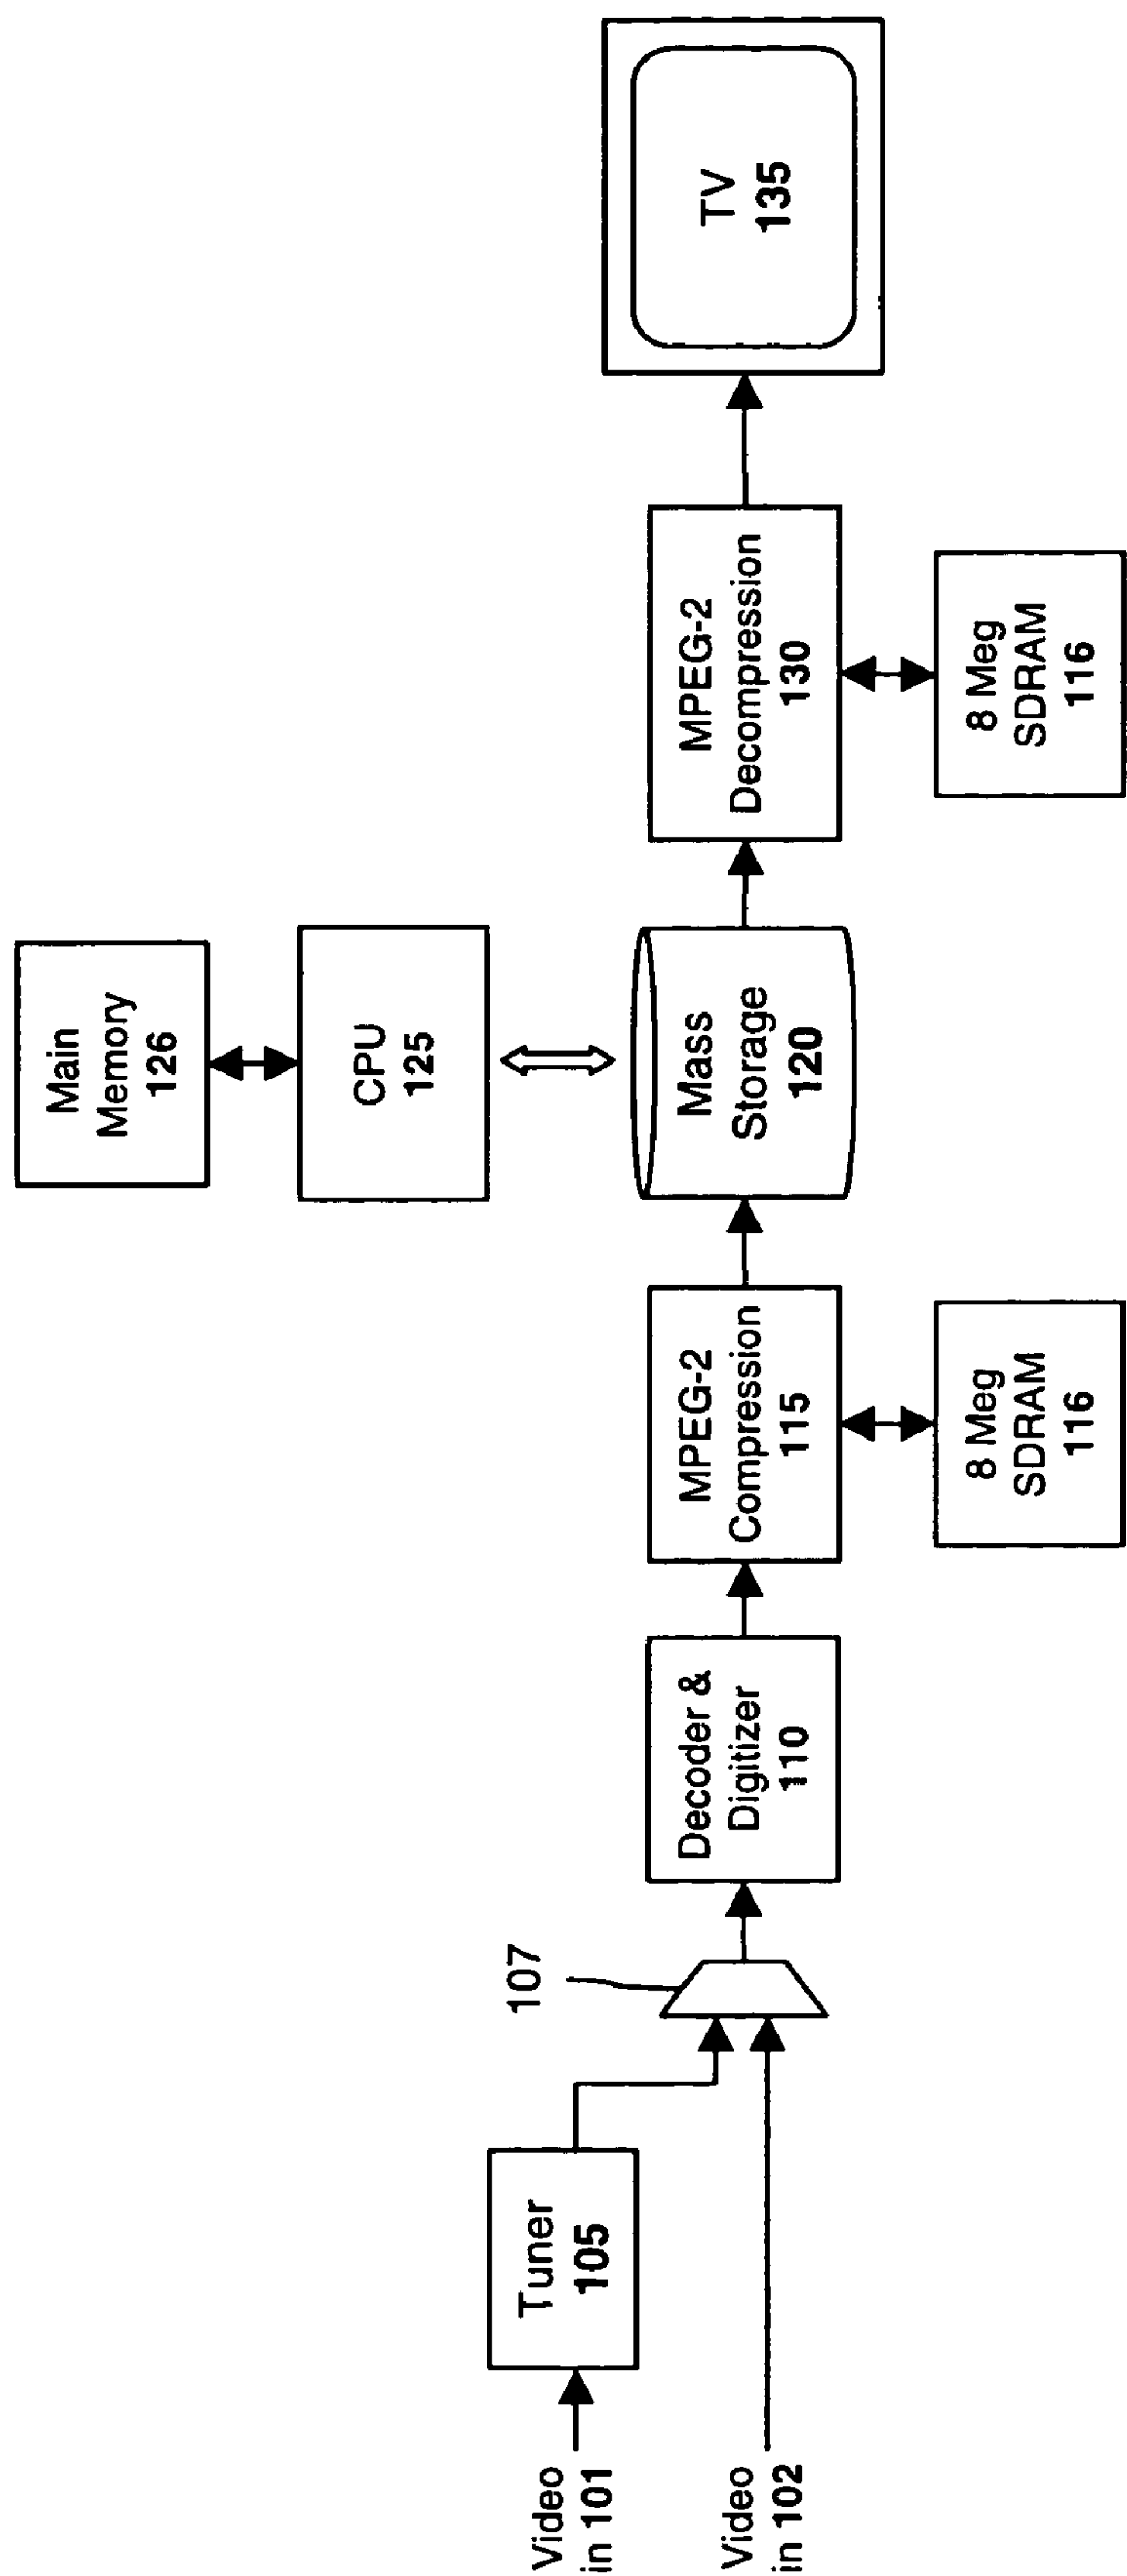 Video
in 101
Video
in 102
Tuner
105
107
Decoder &
Digitizer
110
MPEG-2
Compression
115
8 Meg
SDRAM
116
Main
Memory
126
CPU
125
Mass
Storage
120
MPEG-2
Decompression
130
8 Meg
SDRAM
116
TV
135